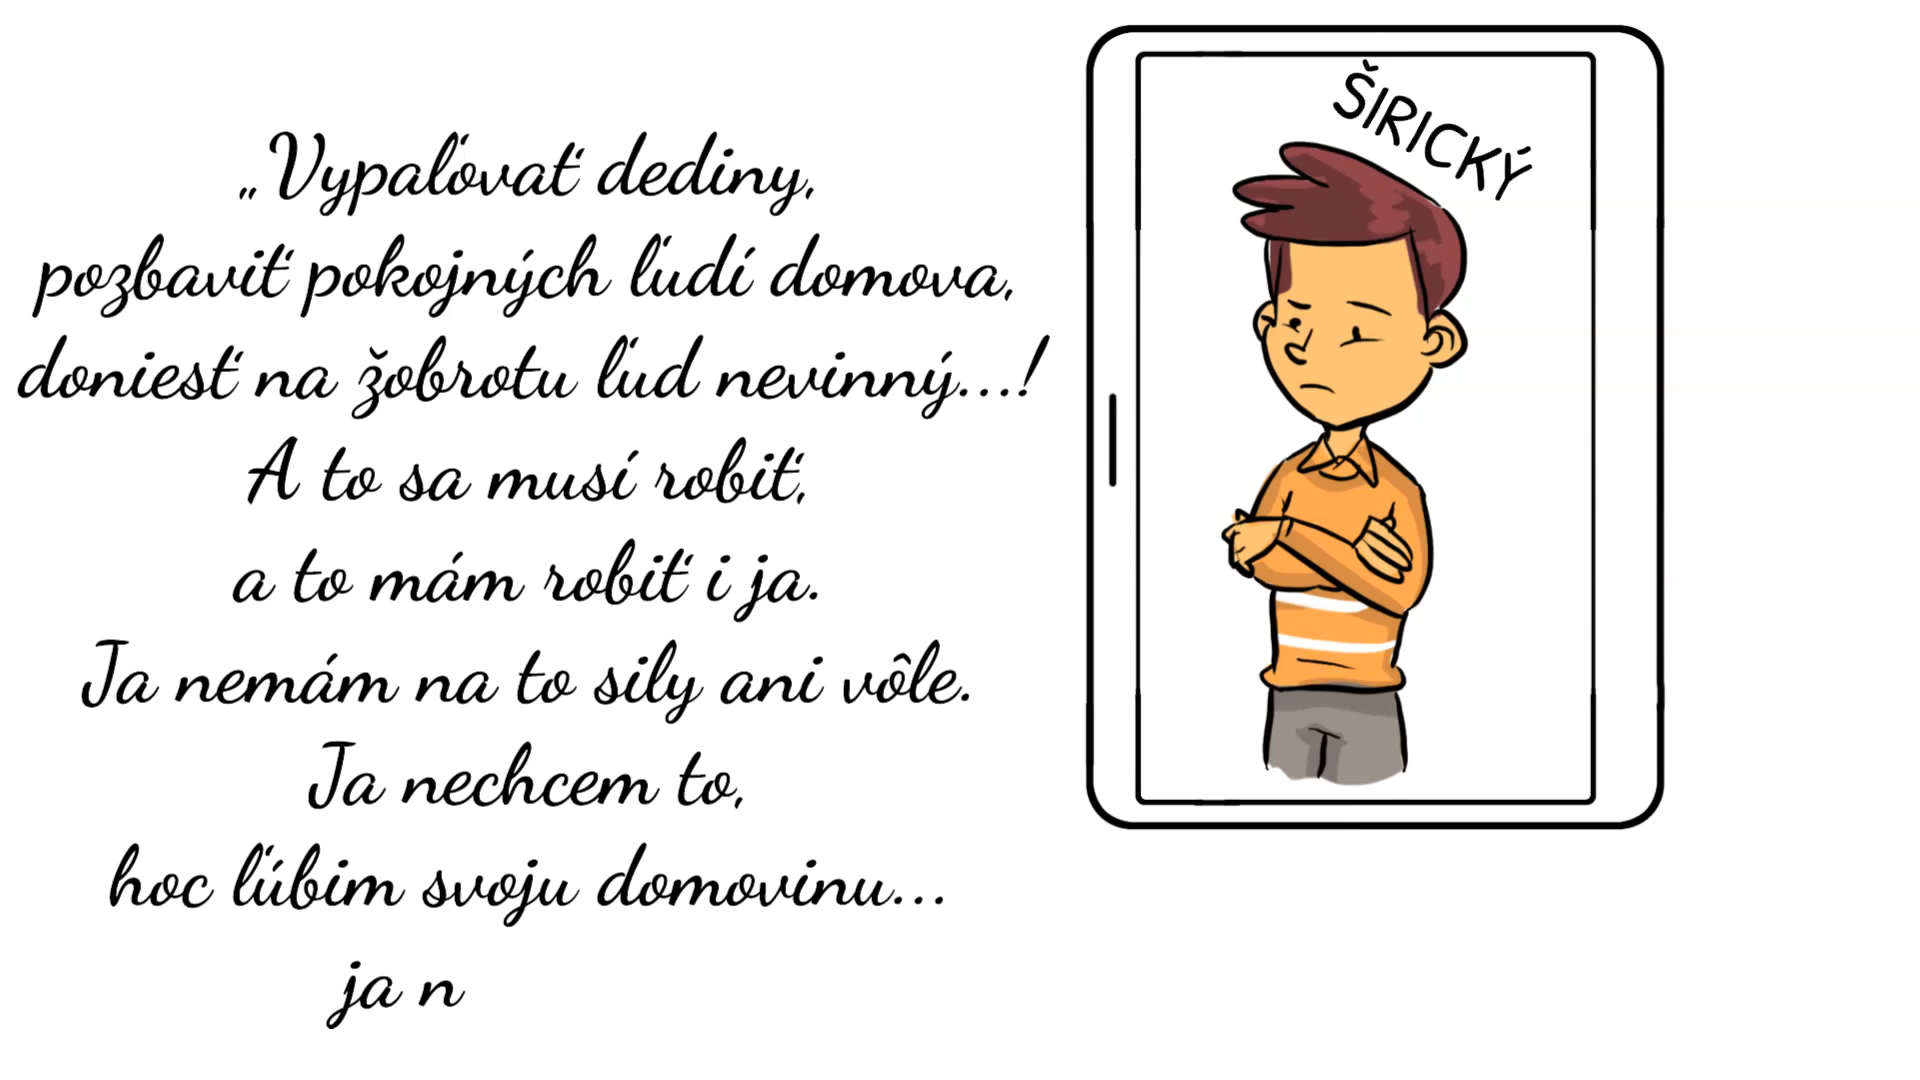 „Vypaľovať dediny,
pozbaviť pokojných ľudí domova,
doniesť na žobrotu ľud nevinný...!
A to sa musí robiť,
a to mám robiť i ja.
Ja nemám na to sily ani vôle.
Ja nechcem to,
hoc ľúbim svoju domovinu...
ja n
ŠIRICKÝ